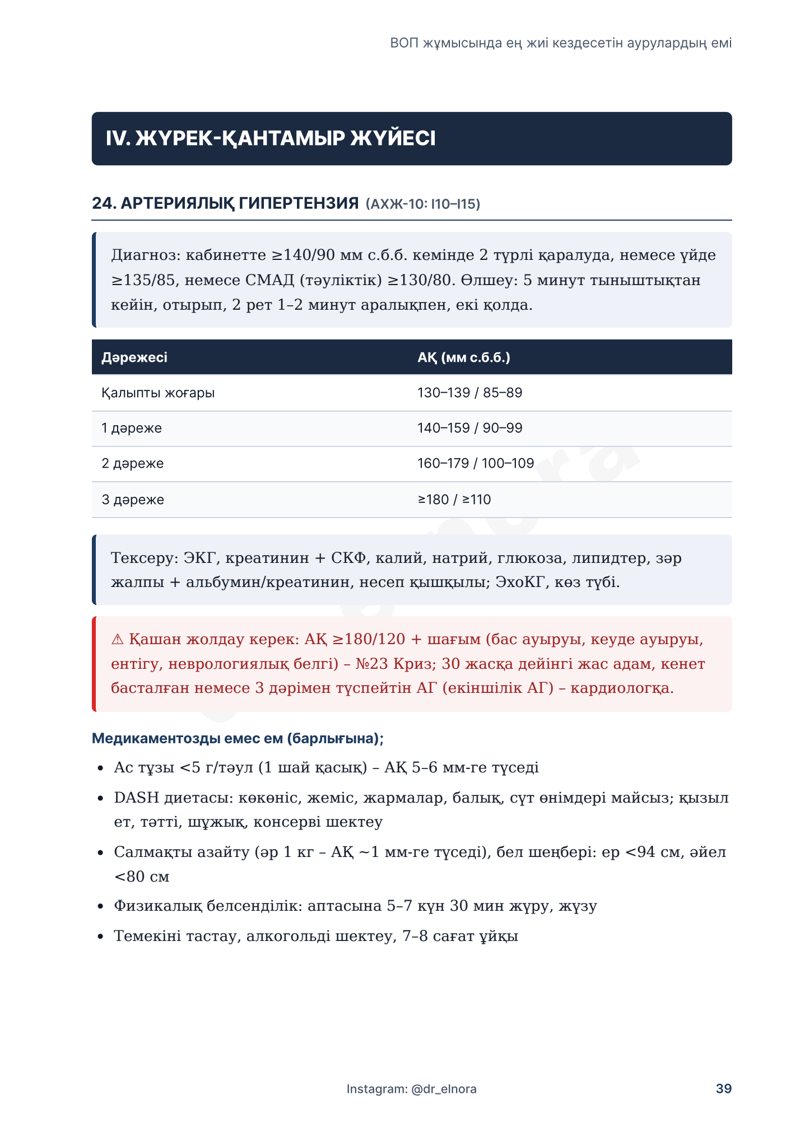 ВОП жұмысында ең жиі кездесетін аурулардың емі
IV. ЖҮРЕК-ҚАНТАМЫР ЖҮЙЕСІ
24. АРТЕРИЯЛЫҚ ГИПЕРТЕНЗИЯ (АХЖ-10: I10–I15)
Диагноз: кабинетте ≥140/90 мм с.б.б. кемінде 2 түрлі қаралуда, немесе үйде
≥135/85, немесе СМАД (тәуліктік) ≥130/80. Өлшеу: 5 минут тыныштықтан
кейін, отырып, 2 рет 1–2 минут аралықпен, екі қолда.
Дәрежесі АҚ (мм с.б.б.)
Қалыпты жоғары 130–139 / 85–89
1 дәреже 140–159 / 90–99
2 дәреже 160–179 / 100–109
3 дәреже ≥180 / ≥110
Тексеру: ЭКГ, креатинин + СКФ, калий, натрий, глюкоза, липидтер, зәр
жалпы + альбумин/креатинин, несеп қышқылы; ЭхоКГ, көз түбі.
⚠ Қашан жолдау керек: АҚ ≥180/120 + шағым (бас ауыруы, кеуде ауыруы,
ентігу, неврологиялық белгі) – №23 Криз; 30 жасқа дейінгі жас адам, кенет
басталған немесе 3 дәрімен түспейтін АГ (екіншілік АГ) – кардиологқа.
Медикаментозды емес ем (барлығына);
• Ас тұзы <5 г/тәул (1 шай қасық) – АҚ 5–6 мм-ге түседі
• DASH диетасы: көкөніс, жеміс, жармалар, балық, сүт өнімдері майсыз; қызыл
ет, тәтті, шұжық, консерві шектеу
• Салмақты азайту (әр 1 кг – АҚ ~1 мм-ге түседі), бел шеңбері: ер <94 см, әйел
<80 см
• Физикалық белсенділік: аптасына 5–7 күн 30 мин жүру, жүзу
• Темекіні тастау, алкогольді шектеу, 7–8 сағат ұйқы
Instagram: @dr_elnora 39